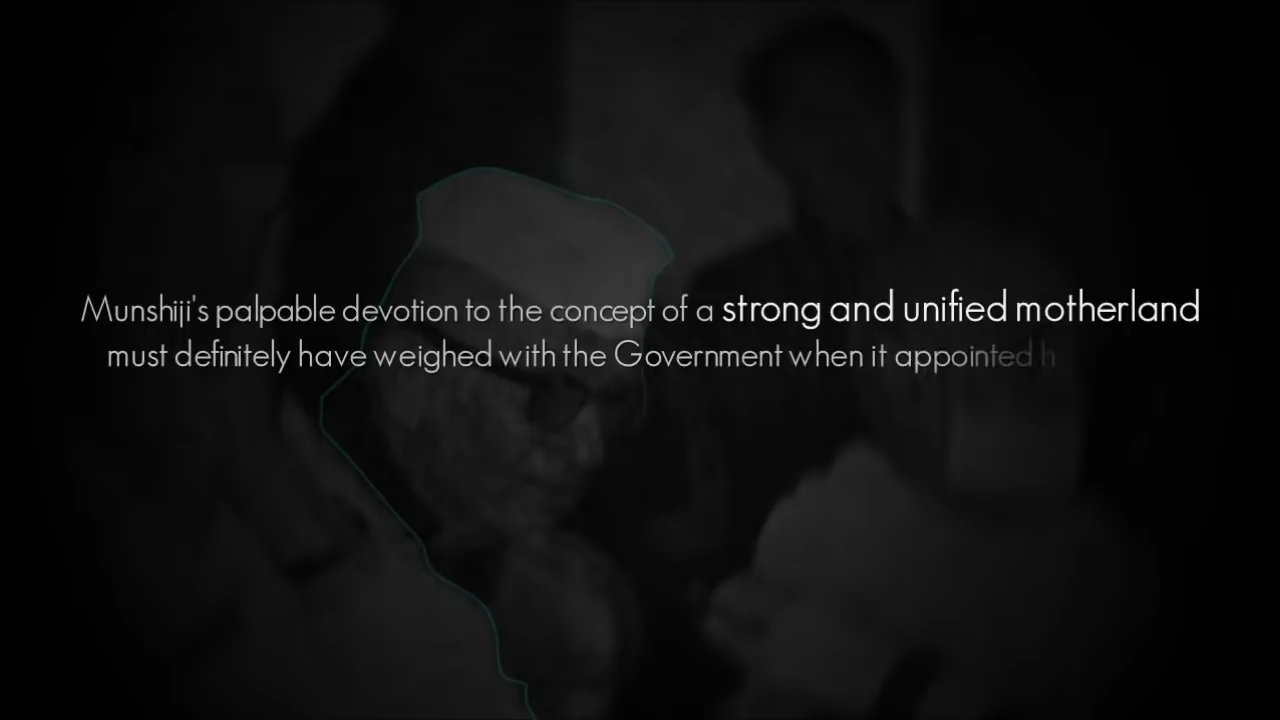 Munshiji's palpable devotion to the concept of a strong and unified motherland
must definitely have weighed with the Government when it appointed